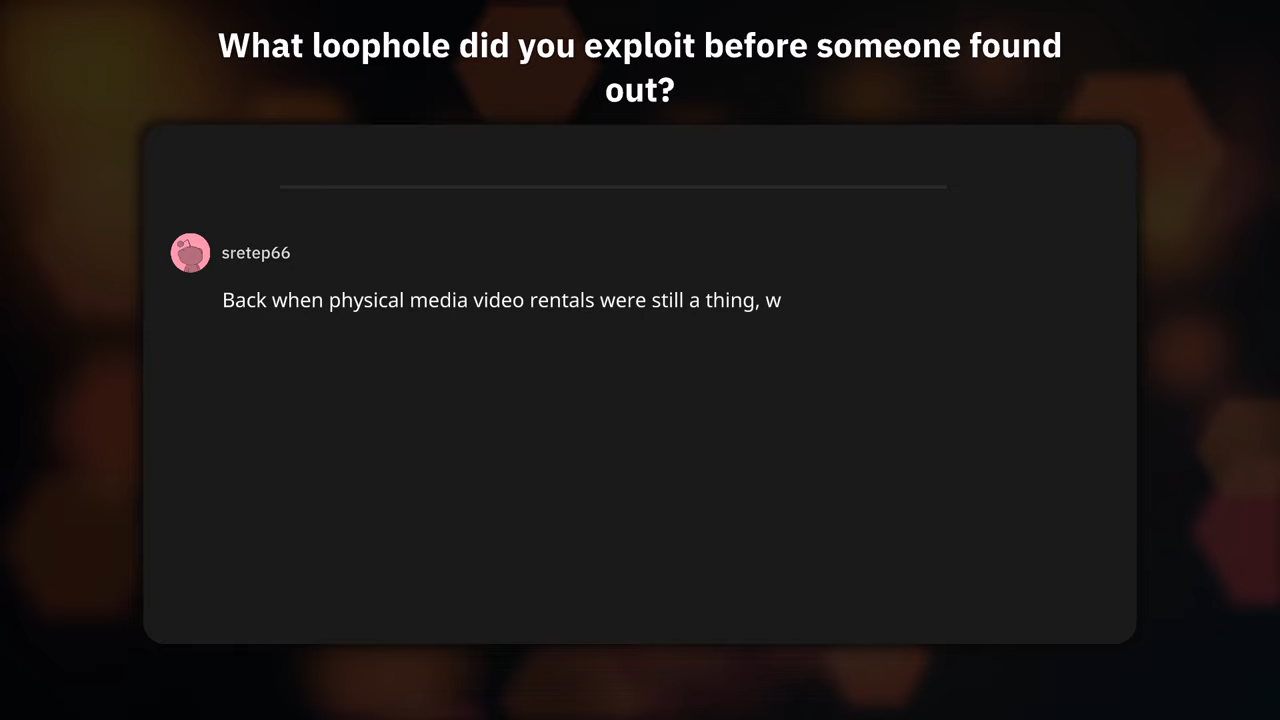 What loophole did you exploit before someone found
out?
sretep66
Back when physical media video rentals were still a thing, w